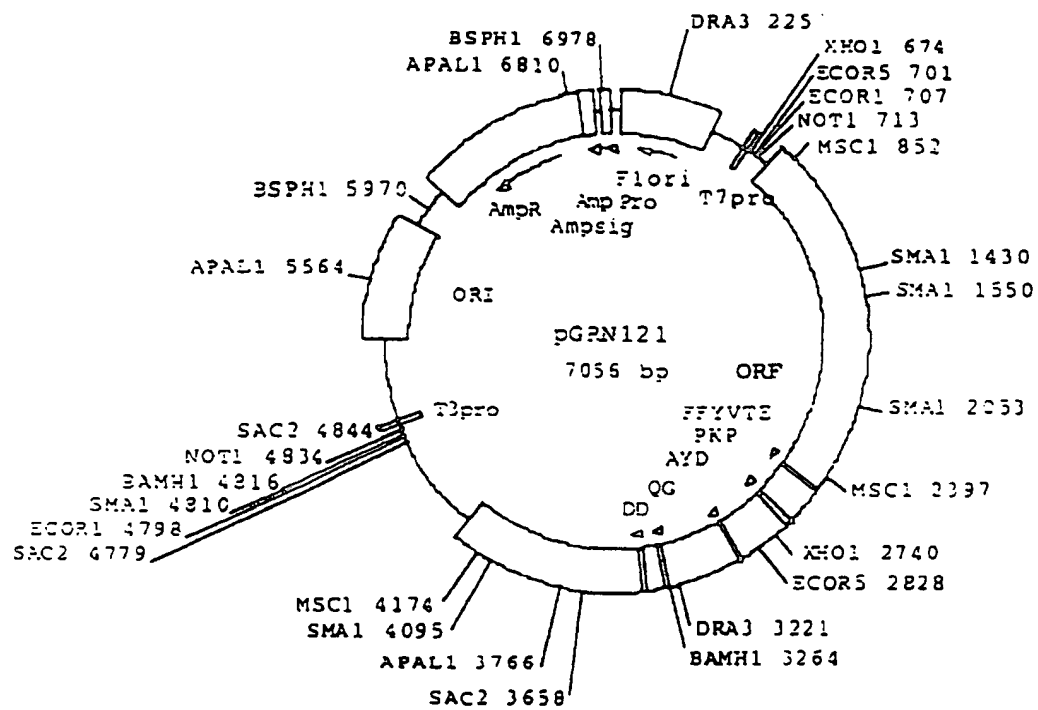 DRA3 225
BSPH1 6978
APAL1 6810
XHO1 674
ECOR5 701
ECOR1 707
NOT1 713
MSC1 852
BSPH1 5970
AmpR
Amp Pro
Ampsig
F1ori
T7pro
APAL1 5564
ORI
SMA1 1430
SMA1 1550
pGRN121
7056 bp
ORF
SMA1 2053
FFYVTE
PKP
AYD
QG
DD
T3pro
SAC2 4844
NOT1 4834
BAMH1 4816
SMA1 4810
ECOR1 4798
SAC2 4779
MSC1 2397
XHO1 2740
ECOR5 2828
MSC1 4174
SMA1 4095
APAL1 3766
SAC2 3658
DRA3 3221
BAMH1 3264